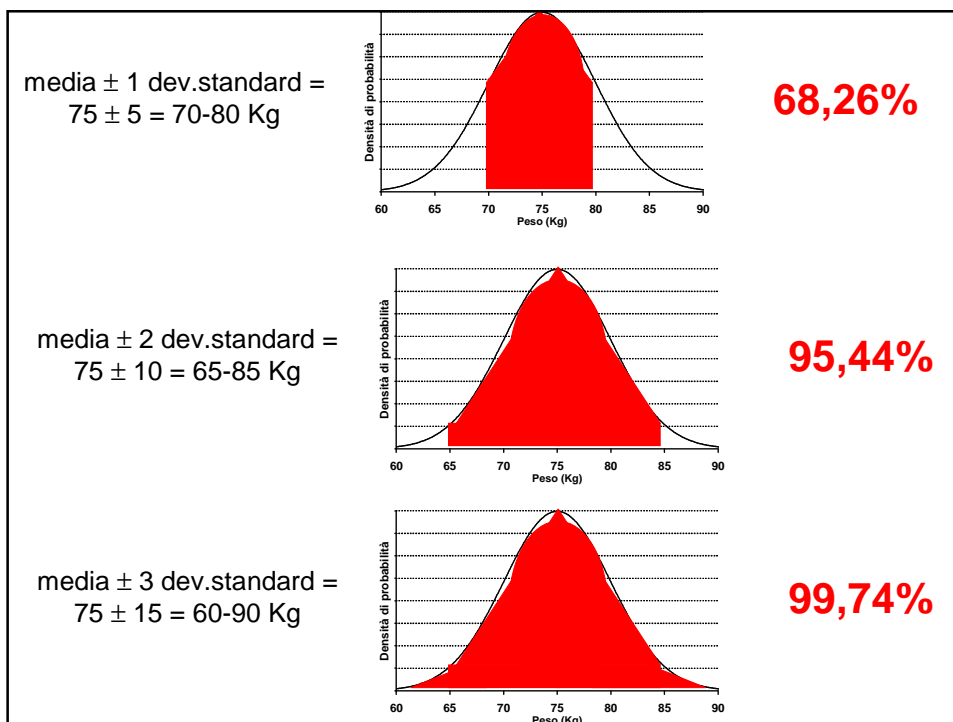 media ± 1 dev.standard =
75 ± 5 = 70-80 Kg
Densità di probabilità
60 65 70 75 80 85 90
Peso (Kg)
68,26%
media ± 2 dev.standard =
75 ± 10 = 65-85 Kg
Densità di probabilità
60 65 70 75 80 85 90
Peso (Kg)
95,44%
media ± 3 dev.standard =
75 ± 15 = 60-90 Kg
Densità di probabilità
60 65 70 75 80 85 90
Peso (Kg)
99,74%